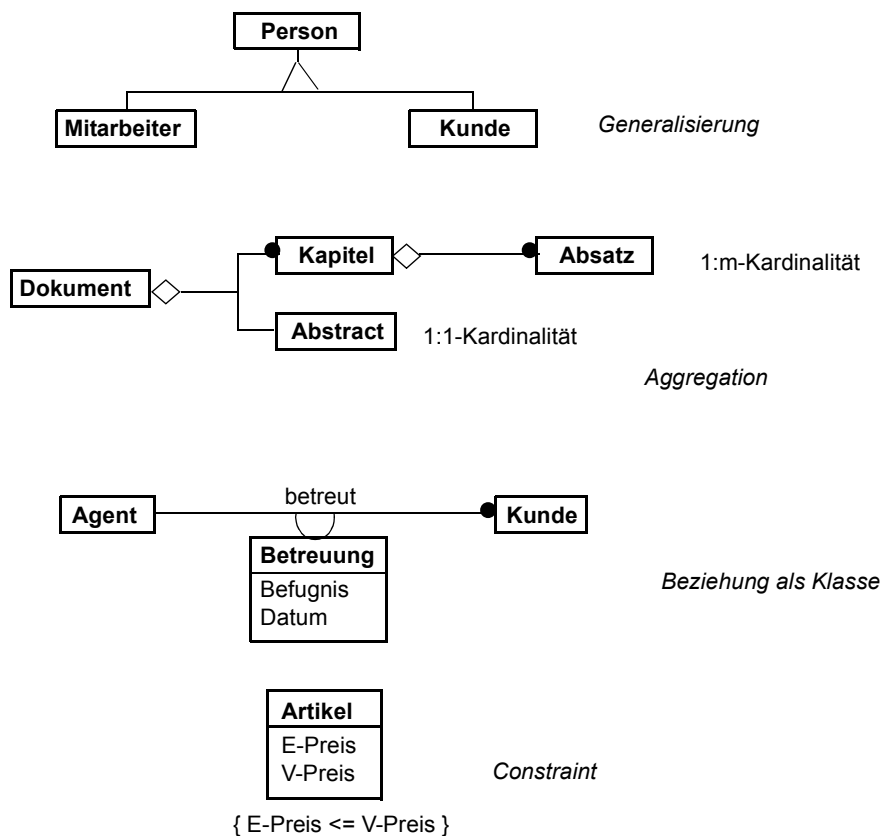 Person
Mitarbeiter
Kunde
Generalisierung
Kapitel
Absatz
1:m-Kardinalität
Dokument
Abstract
1:1-Kardinalität
Aggregation
betreut
Agent
Kunde
Betreuung
Befugnis
Datum
Beziehung als Klasse
Artikel
E-Preis
V-Preis
Constraint
{ E-Preis <= V-Preis }